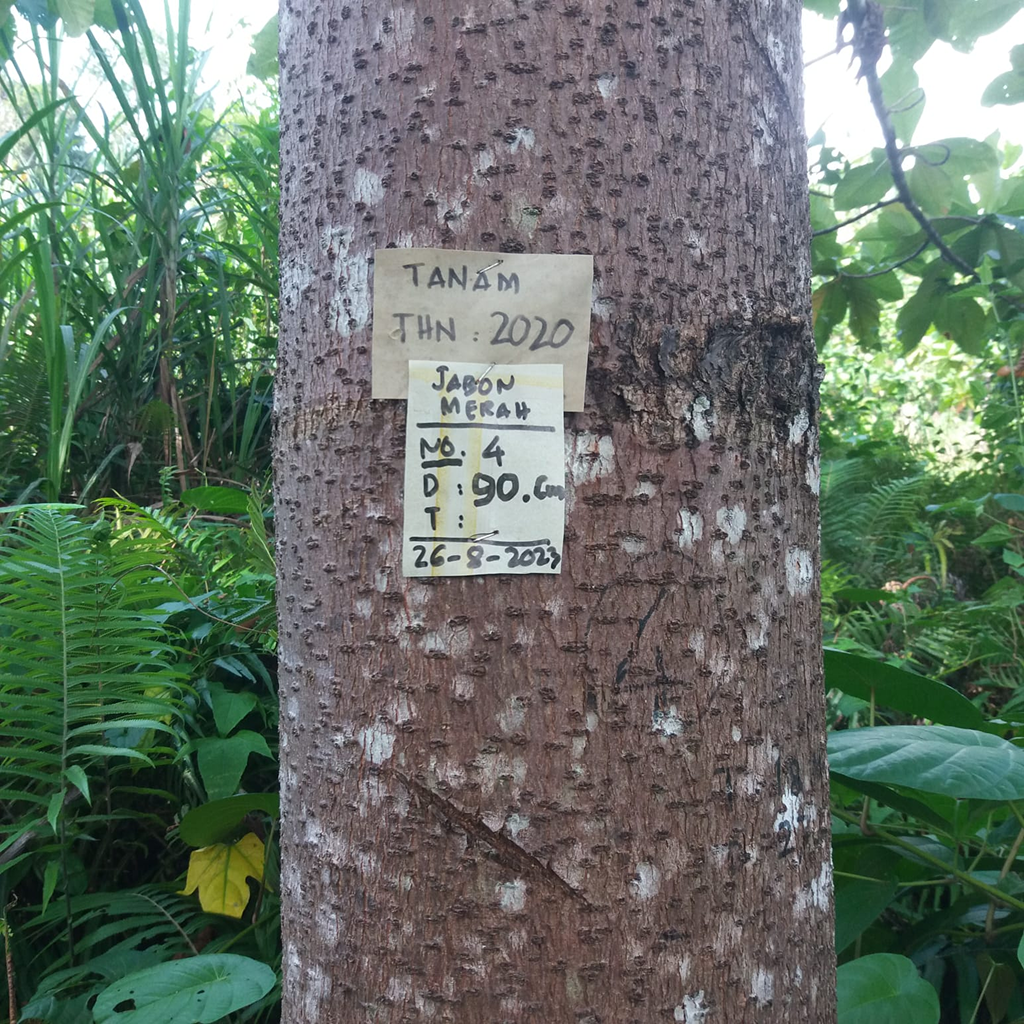 TANAM
THN : 2020
JABON
MERAH
NO. 4
D : 90. Cm
T :
26-8-2023